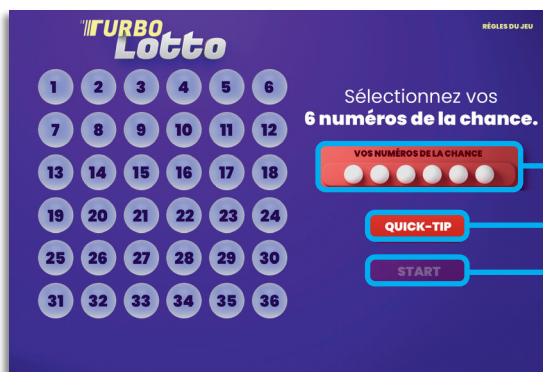 TURBO
Lotto
RÈGLES DU JEU
1 2 3 4 5 6
7 8 9 10 11 12
13 14 15 16 17 18
19 20 21 22 23 24
25 26 27 28 29 30
31 32 33 34 35 36
Sélectionnez vos
6 numéros de la chance.
VOS NUMÉROS DE LA CHANCE
QUICK-TIP
START